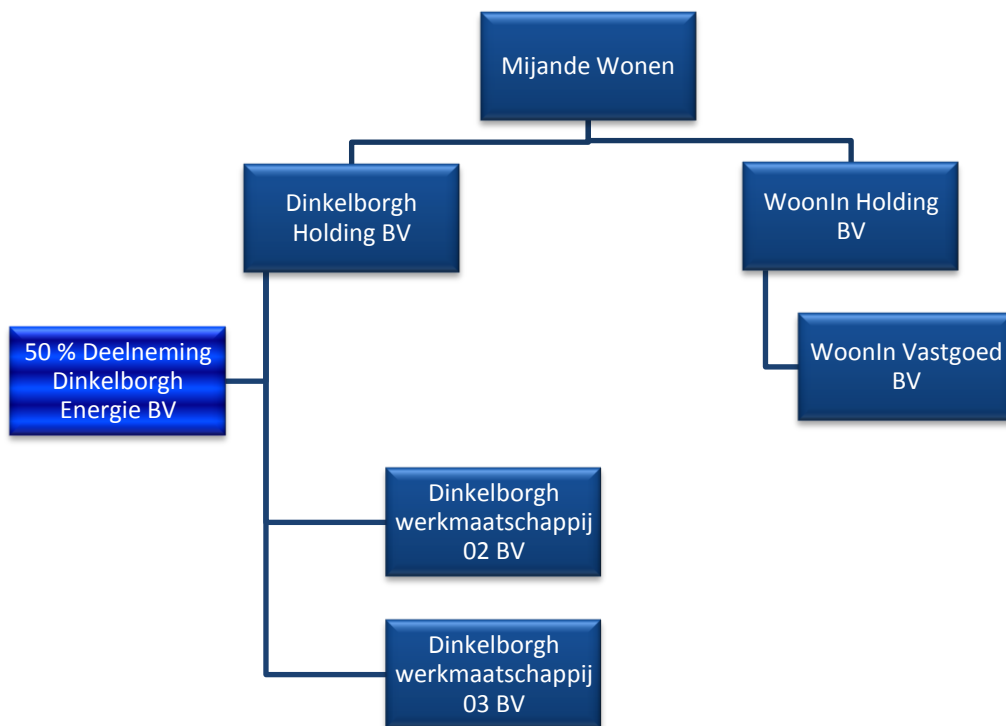 Mijande Wonen
Dinkelborgh
Holding BV
WoonIn Holding
BV
50 % Deelneming
Dinkelborgh
Energie BV
WoonIn Vastgoed
BV
Dinkelborgh
werkmaatschappij
02 BV
Dinkelborgh
werkmaatschappij
03 BV